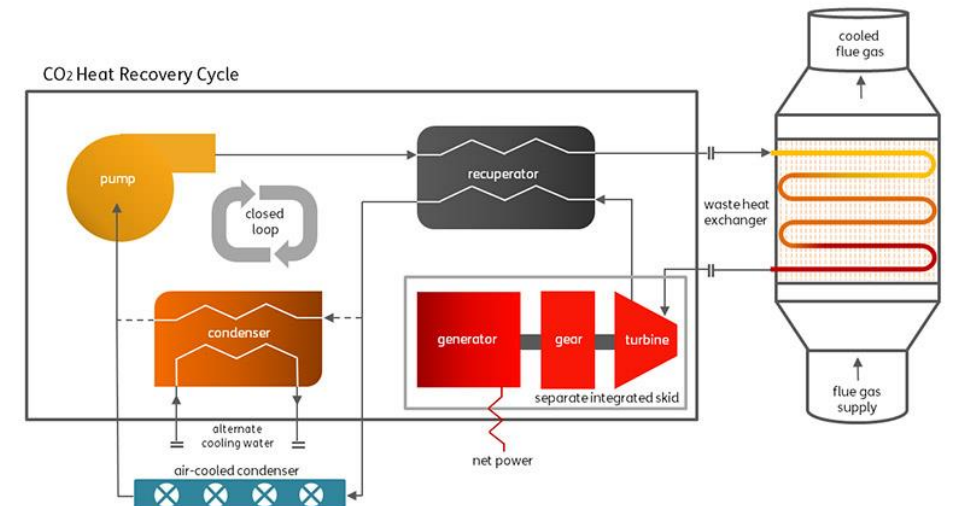 CO2 Heat Recovery Cycle
cooled
flue gas
pump
recuperator
closed
loop
waste heat
exchanger
condenser
generator
gear
turbine
separate integrated skid
flue gas
supply
alternate
cooling water
net power
air-cooled condenser